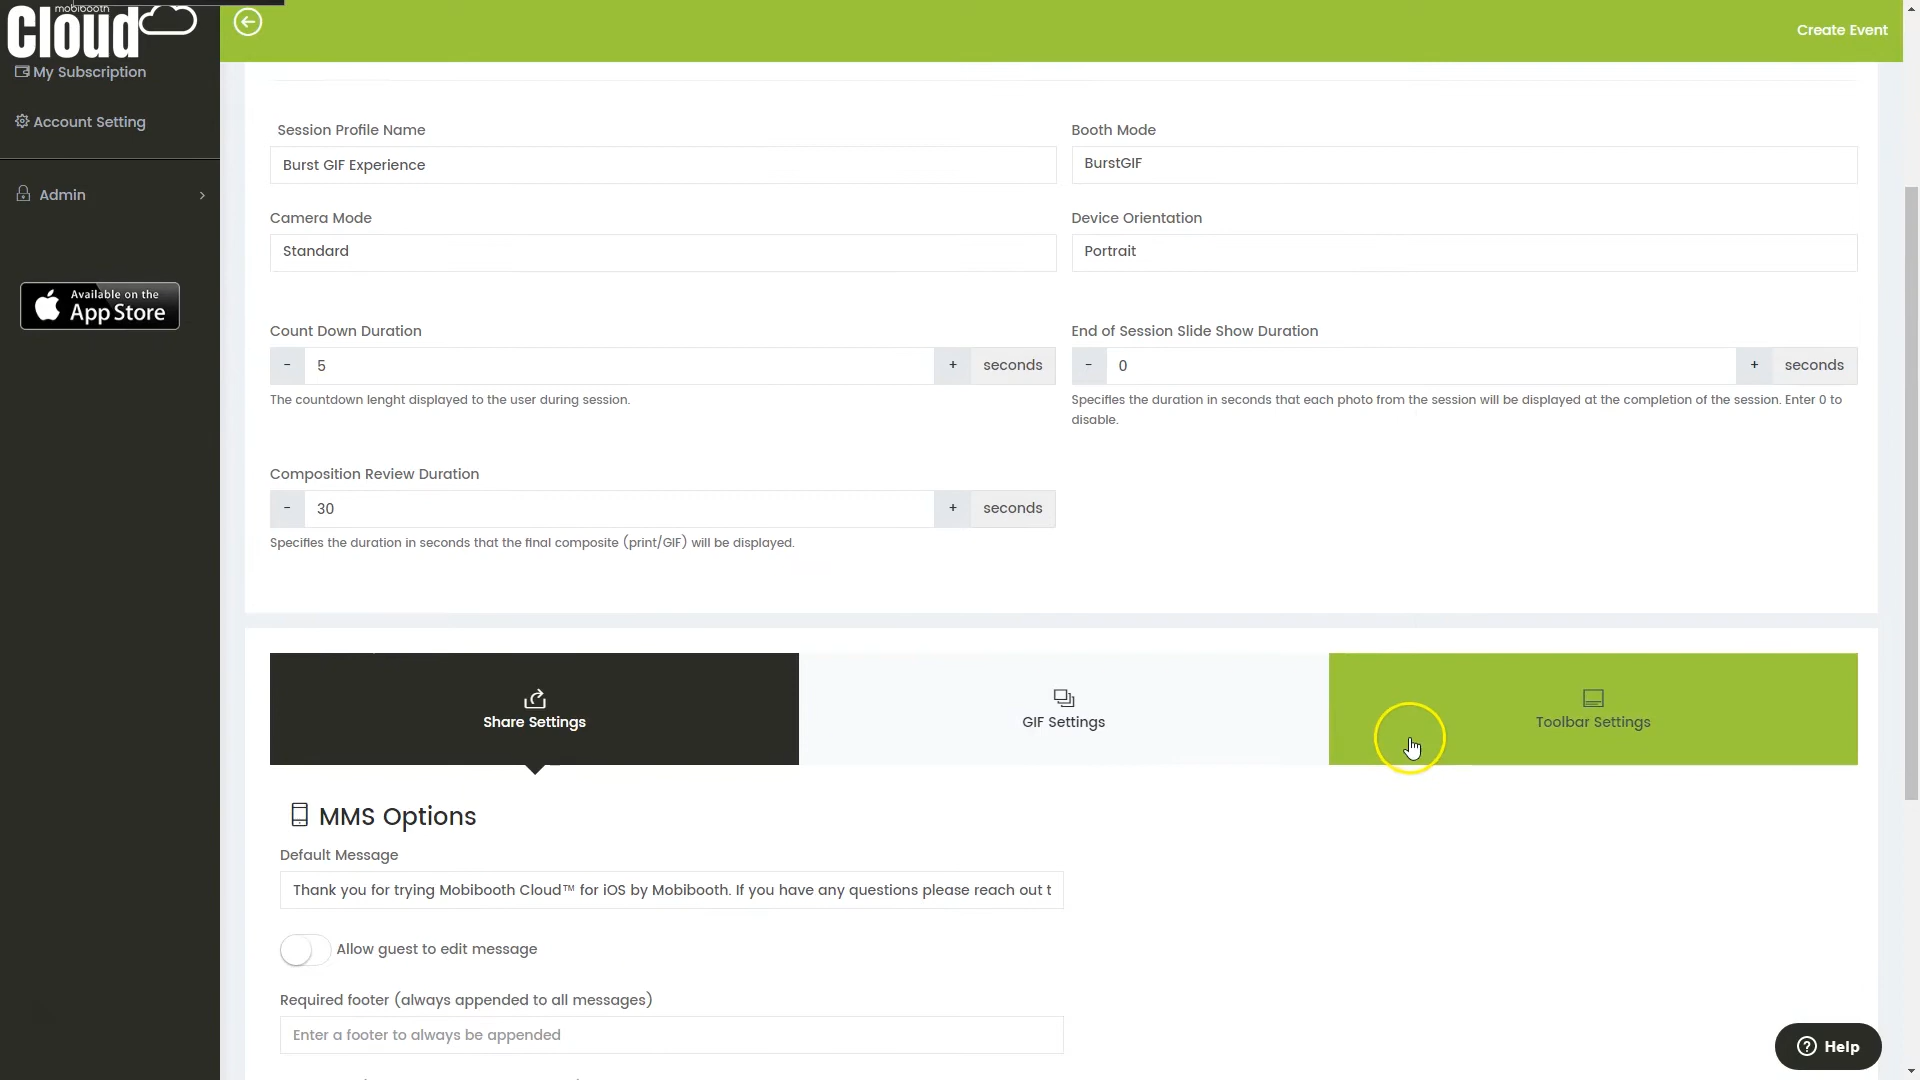 mobibooth
Cloud
My Subscription
Account Setting
Admin
Available on the
App Store
Create Event
Session Profile Name
Booth Mode
Burst GIF Experience
BurstGIF
Camera Mode
Device Orientation
Standard
Portrait
Count Down Duration
End of Session Slide Show Duration
- 5 + seconds
- 0 + seconds
The countdown lenght displayed to the user during session.
Specifies the duration in seconds that each photo from the session will be displayed at the completion of the session. Enter 0 to
disable.
Composition Review Duration
- 30 + seconds
Specifies the duration in seconds that the final composite (print/GIF) will be displayed.
Share Settings
GIF Settings
Toolbar Settings
MMS Options
Default Message
Thank you for trying Mobibooth Cloud™ for iOS by Mobibooth. If you have any questions please reach out t
Allow guest to edit message
Required footer (always appended to all messages)
Enter a footer to always be appended
? Help